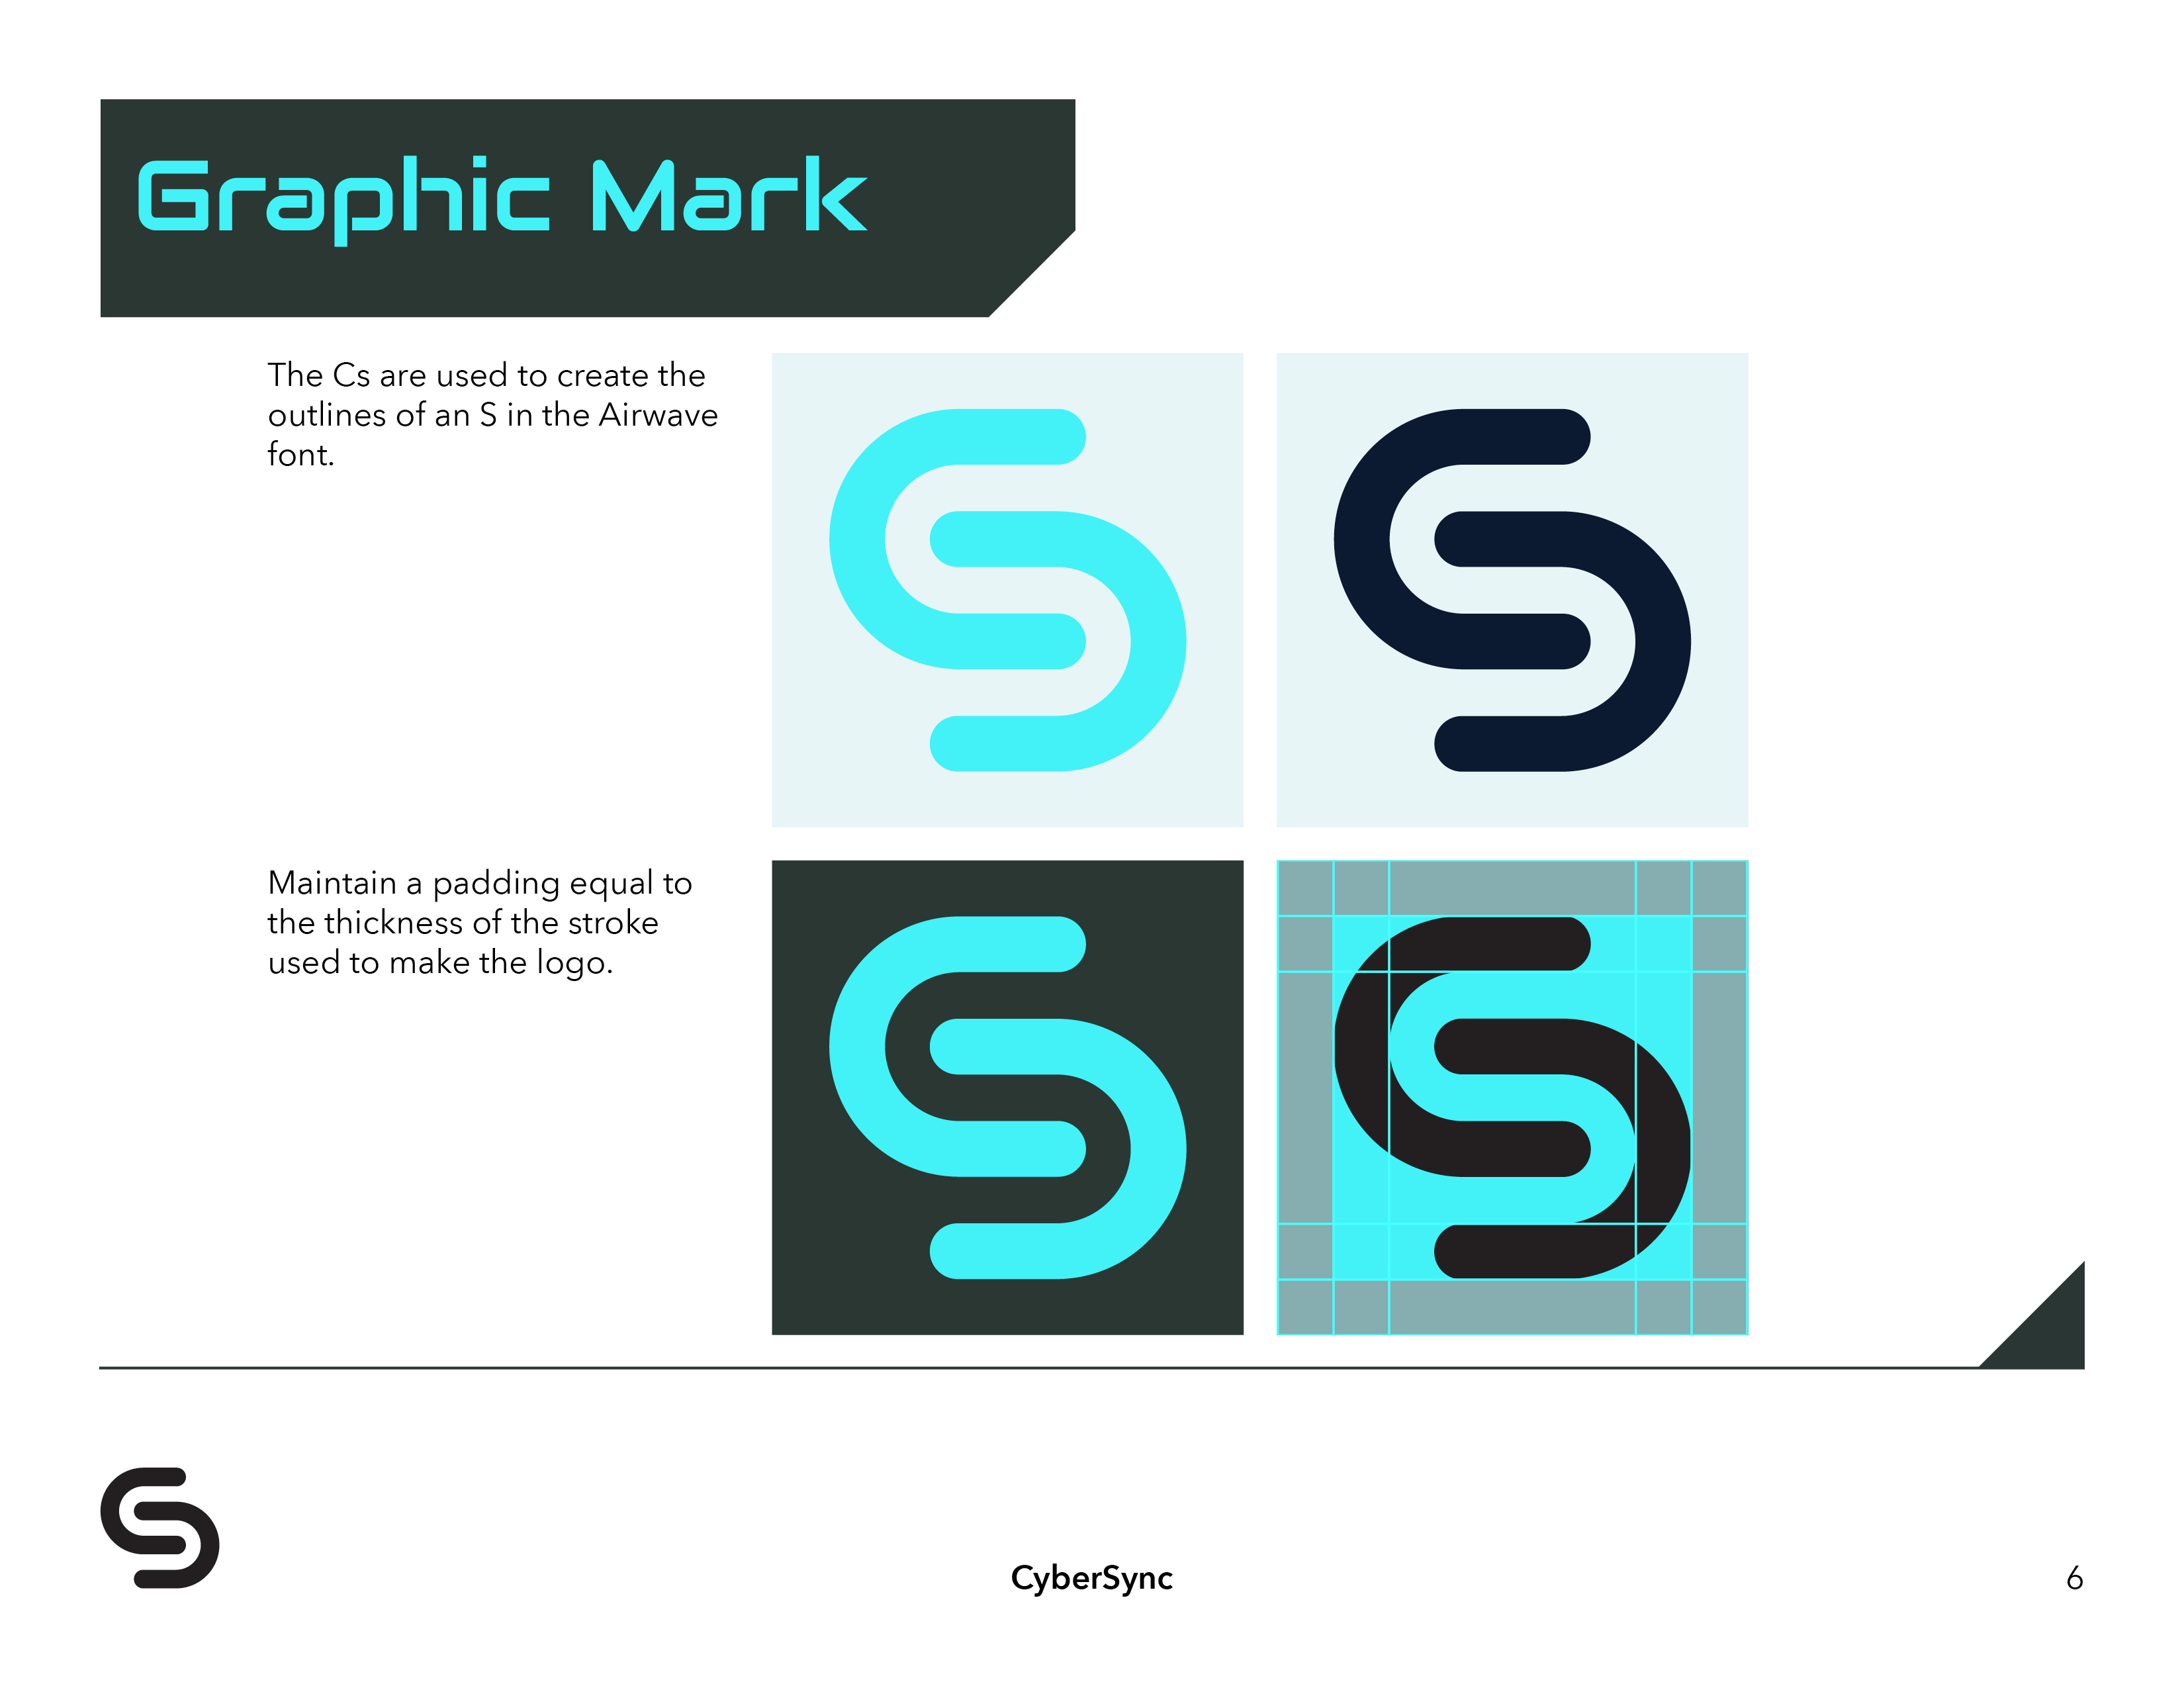 Graphic Mark
The Cs are used to create the
outlines of an S in the Airwave
font.
Maintain a padding equal to
the thickness of the stroke
used to make the logo.
CyberSync
6